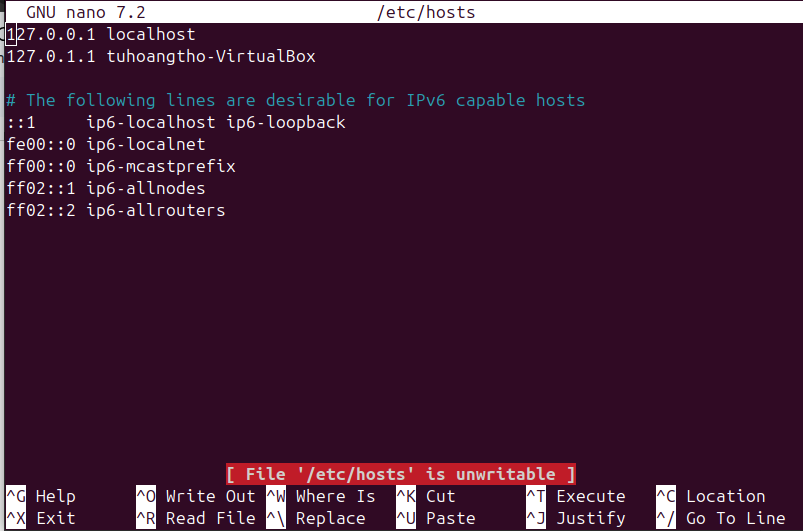 GNU nano 7.2 /etc/hosts
127.0.0.1 localhost
127.0.1.1 tuhoangtho-VirtualBox
# The following lines are desirable for IPv6 capable hosts
::1 ip6-localhost ip6-loopback
fe00::0 ip6-localnet
ff00::0 ip6-mcastprefix
ff02::1 ip6-allnodes
ff02::2 ip6-allrouters
[ File '/etc/hosts' is unwritable ]
^G Help ^O Write Out ^W Where Is ^K Cut ^T Execute ^C Location
^X Exit ^R Read File ^\ Replace ^U Paste ^J Justify ^/ Go To Line